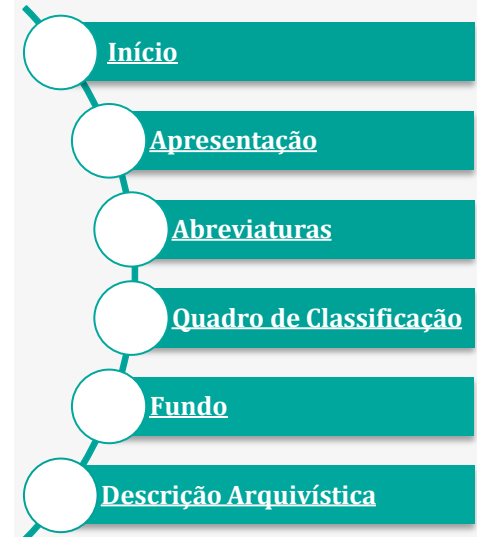 Início
Apresentação
Abreviaturas
Quadro de Classificação
Fundo
Descrição Arquivística